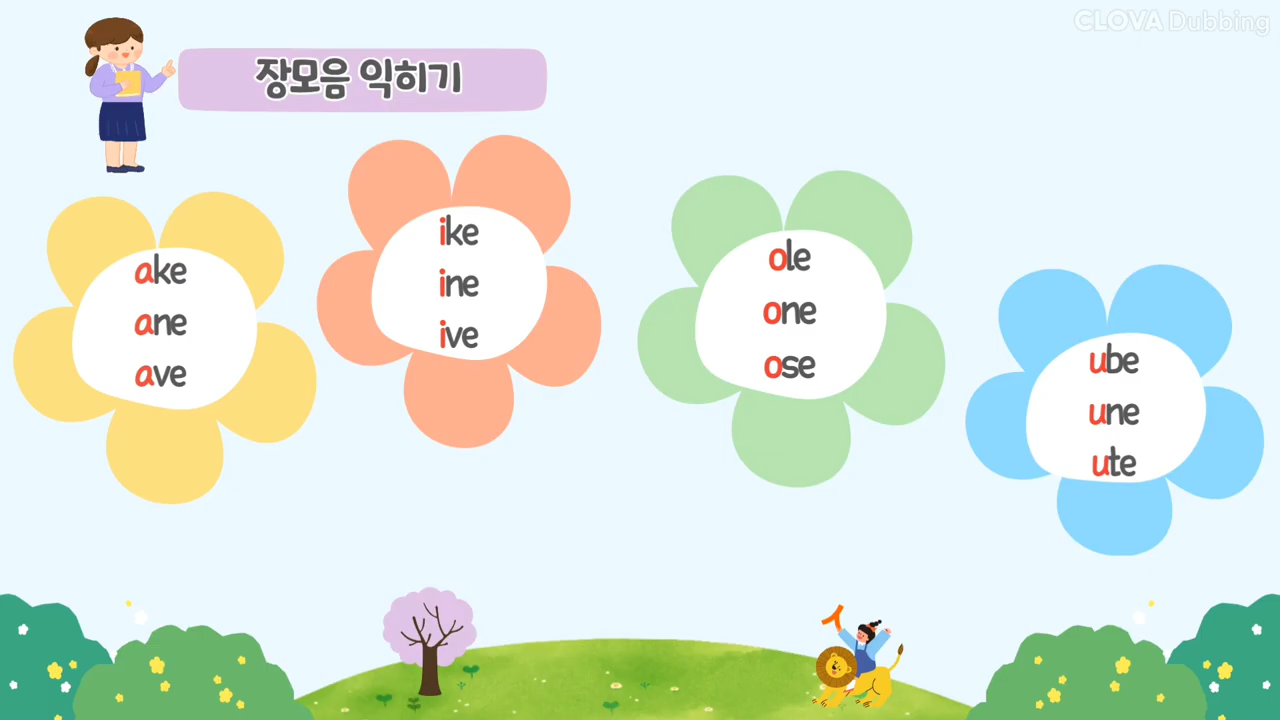 CLOVA Dubbing
장모음 익히기
ake
ane
ave
ike
ine
ive
ole
one
ose
ube
une
ute